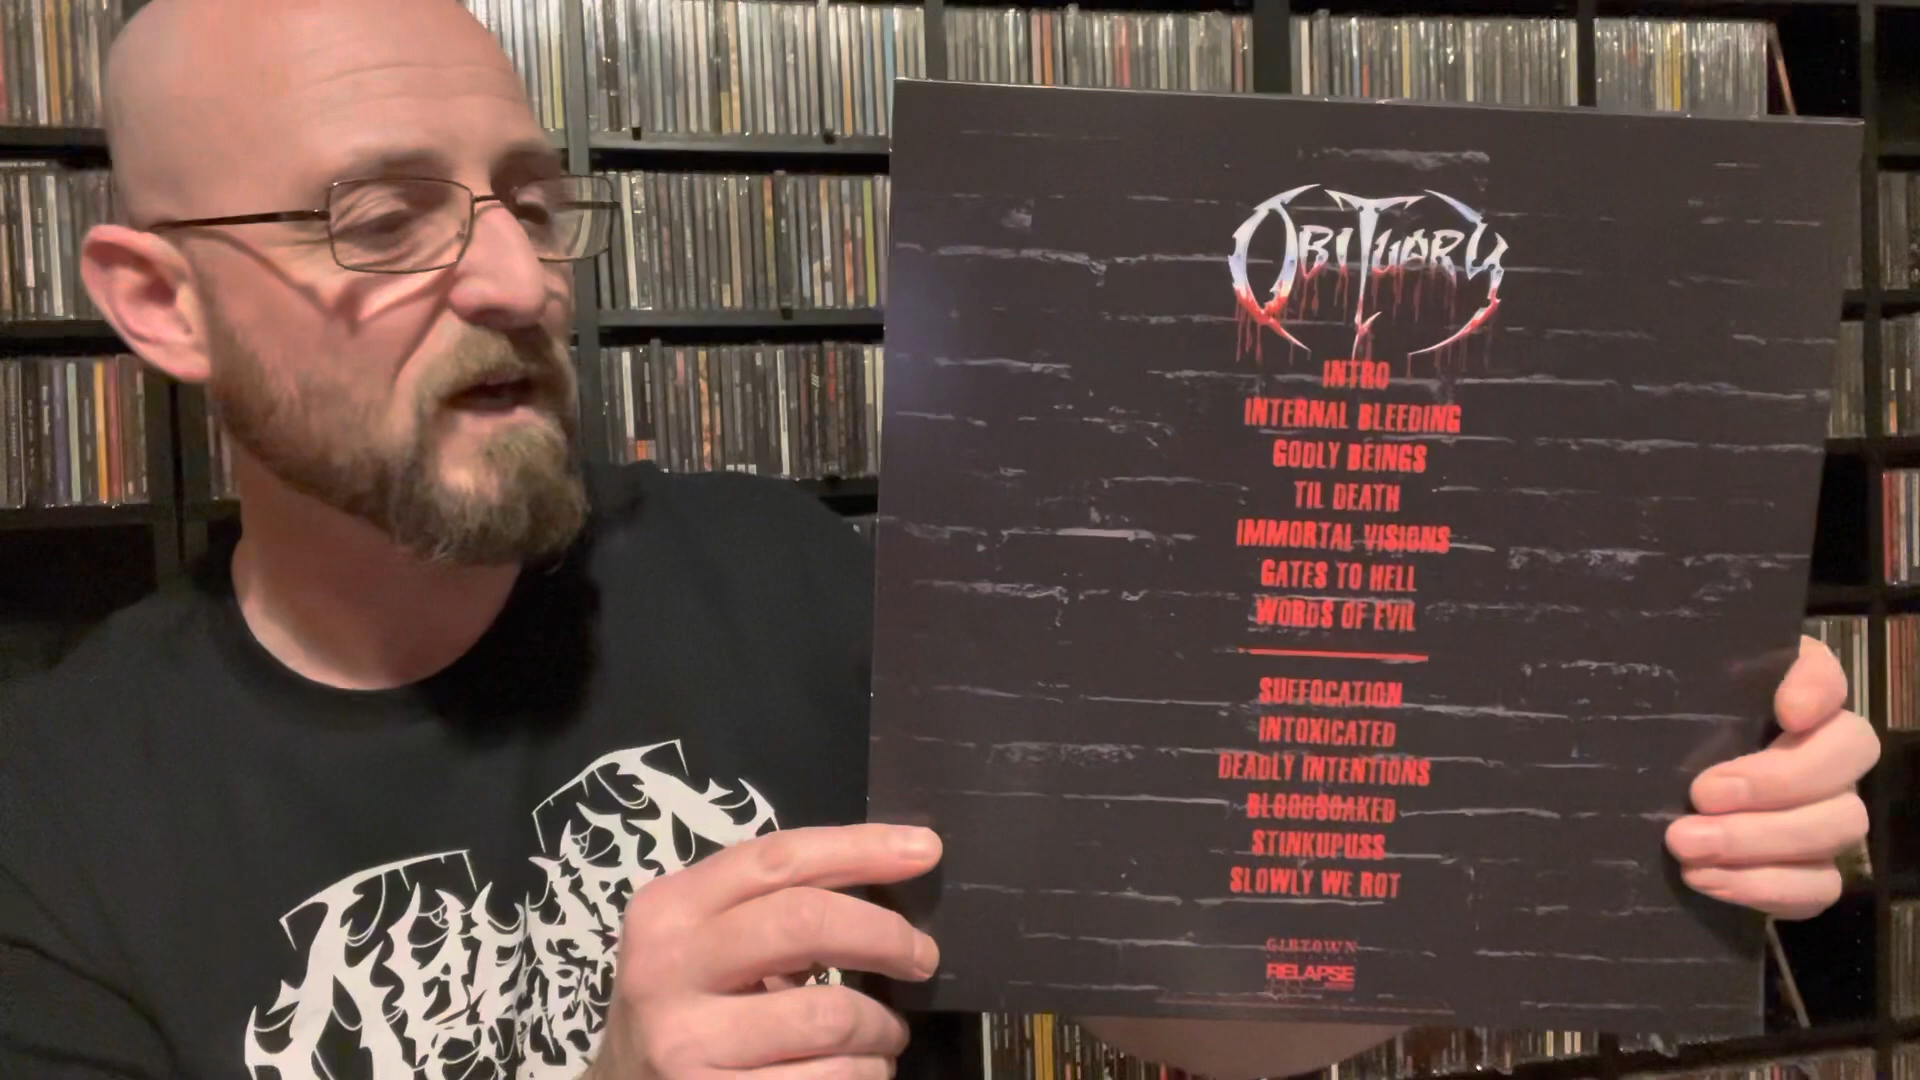 OBITUARY
INTRO
INTERNAL BLEEDING
GODLY BEINGS
TIL DEATH
IMMORTAL VISIONS
GATES TO HELL
WORDS OF EVIL
SUFFOCATION
INTOXICATED
DEADLY INTENTIONS
BLOODSOAKED
STINKUPUSS
SLOWLY WE ROT
GIBTOWN
RELAPSE